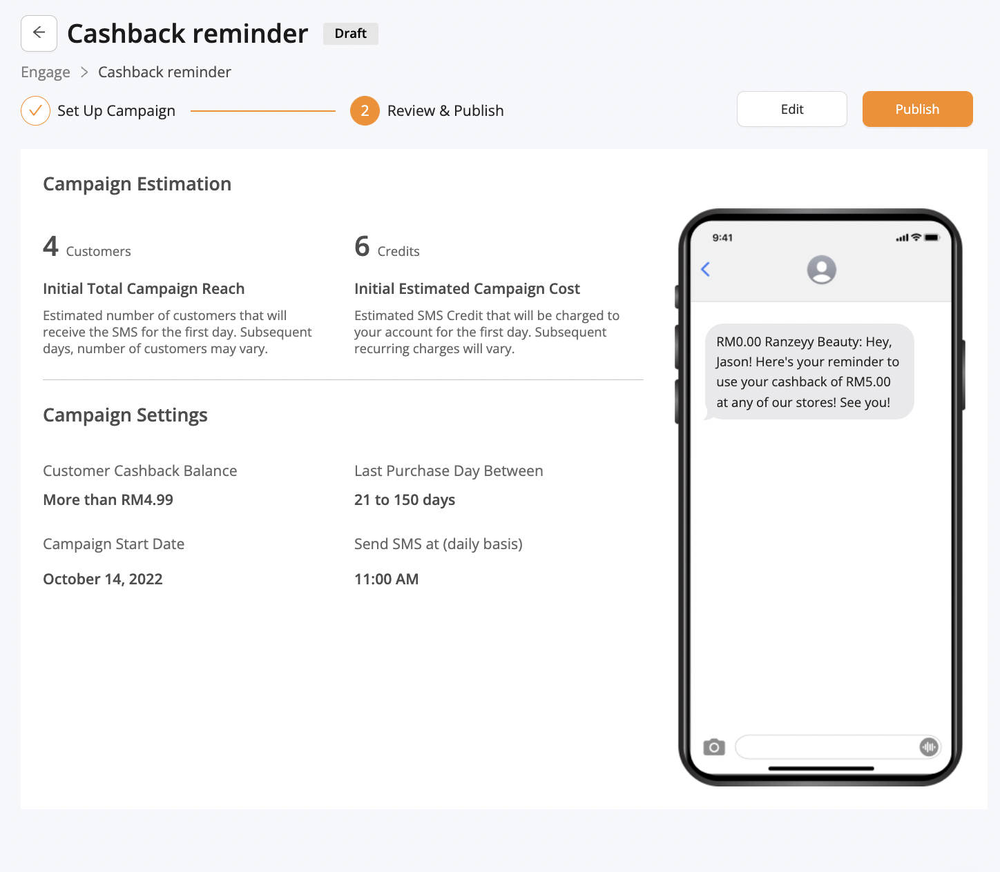 Cashback reminder Draft
Engage > Cashback reminder
Set Up Campaign 2 Review & Publish Edit Publish
Campaign Estimation
4 Customers
Initial Total Campaign Reach
Estimated number of customers that will
receive the SMS for the first day. Subsequent
days, number of customers may vary.
6 Credits
Initial Estimated Campaign Cost
Estimated SMS Credit that will be charged to
your account for the first day. Subsequent
recurring charges will vary.
Campaign Settings
Customer Cashback Balance
More than RM4.99
Last Purchase Day Between
21 to 150 days
Campaign Start Date
October 14, 2022
Send SMS at (daily basis)
11:00 AM
9:41
RM0.00 Ranzeyy Beauty: Hey,
Jason! Here's your reminder to
use your cashback of RM5.00
at any of our stores! See you!